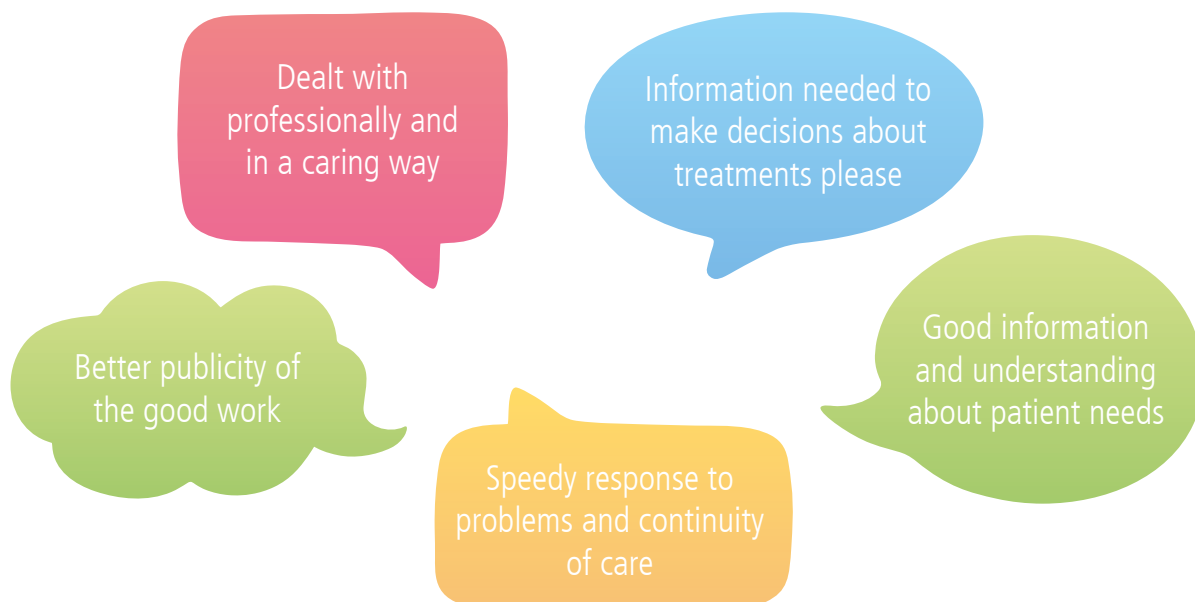 Dealt with
professionally and
in a caring way
Information needed to
make decisions about
treatments please
Better publicity of
the good work
Good information
and understanding
about patient needs
Speedy response to
problems and continuity
of care